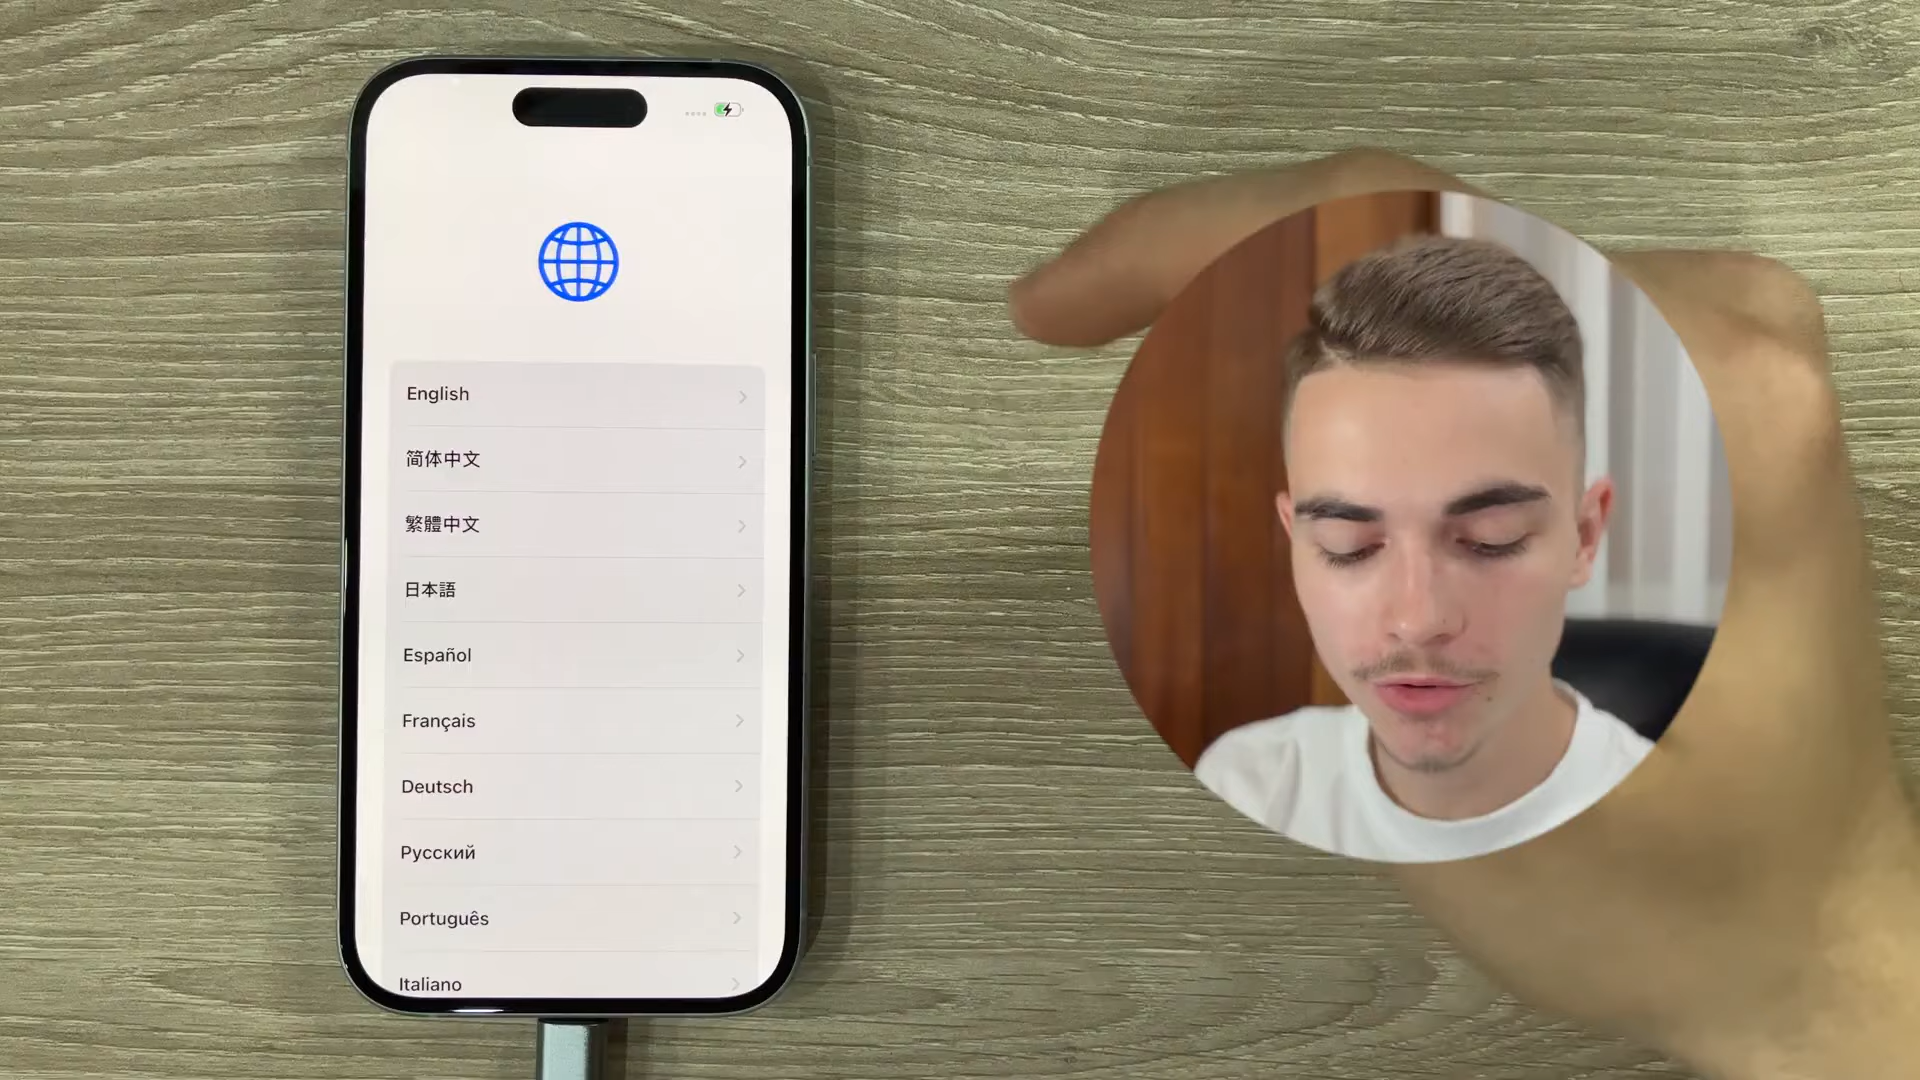 English
简体中文
繁體中文
日本語
Español
Français
Deutsch
Русский
Português
Italiano